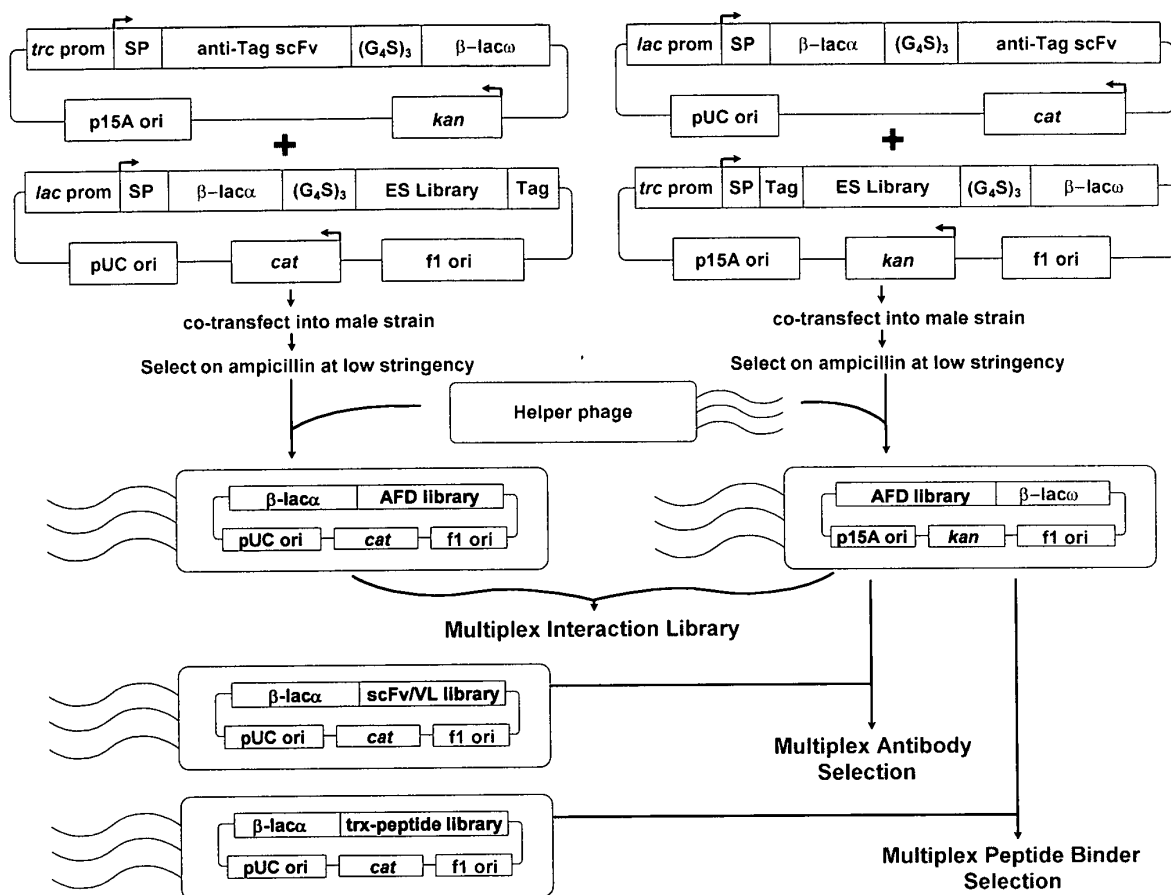 trc prom SP anti-Tag scFv (G4S)3 β-lacω
p15A ori kan
+
lac prom SP β-lacα (G4S)3 ES Library Tag
pUC ori cat f1 ori
co-transfect into male strain
Select on ampicillin at low stringency
lac prom SP β-lacα (G4S)3 anti-Tag scFv
pUC ori cat
+
trc prom SP Tag ES Library (G4S)3 β-lacω
p15A ori kan f1 ori
co-transfect into male strain
Select on ampicillin at low stringency
Helper phage
β-lacα AFD library
pUC ori cat f1 ori
AFD library β-lacω
p15A ori kan f1 ori
Multiplex Interaction Library
β-lacα scFv/VL library
pUC ori cat f1 ori
Multiplex Antibody
Selection
β-lacα trx-peptide library
pUC ori cat f1 ori
Multiplex Peptide Binder
Selection